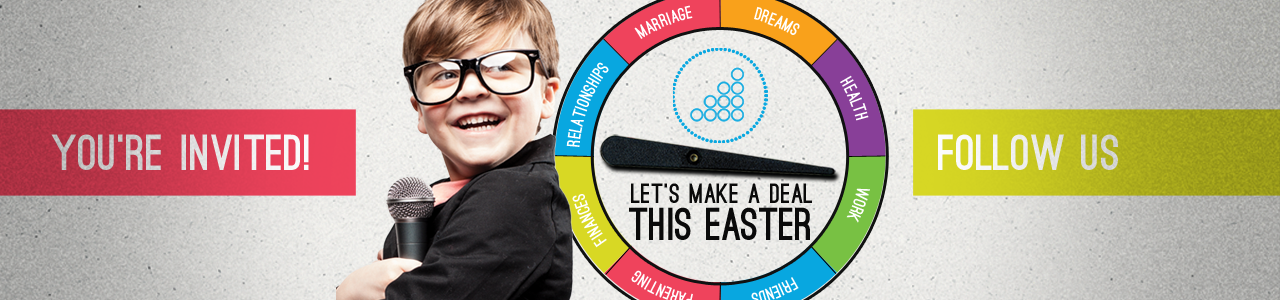 YOU'RE INVITED!
MARRIAGE
DREAMS
HEALTH
WORK
FRIENDS
PARENTING
FINANCES
RELATIONSHIPS
LET'S MAKE A DEAL
THIS EASTER
FOLLOW US